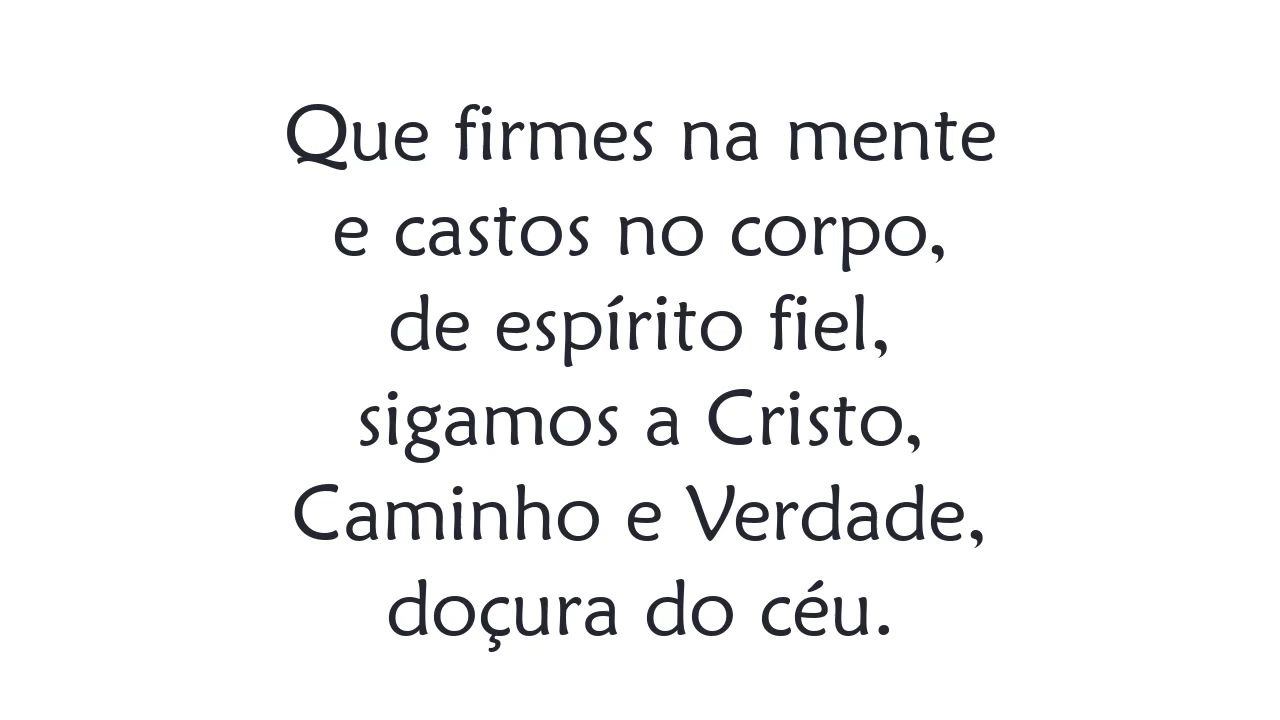 Que firmes na mente
e castos no corpo,
de espírito fiel,
sigamos a Cristo,
Caminho e Verdade,
doçura do céu.